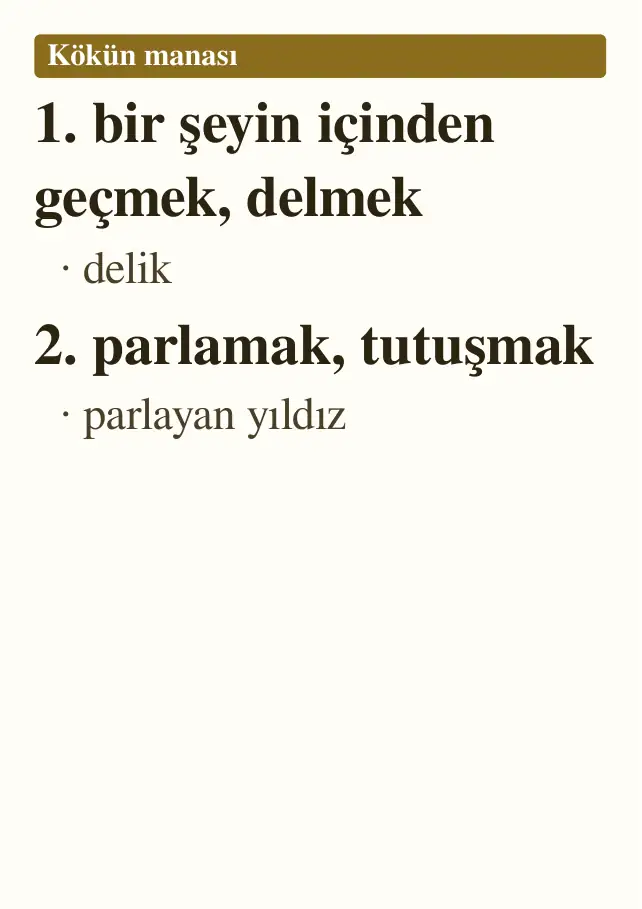 Kökün manası
1. bir şeyin içinden
geçmek, delmek
· delik
2. parlamak, tutuşmak
· parlayan yıldız